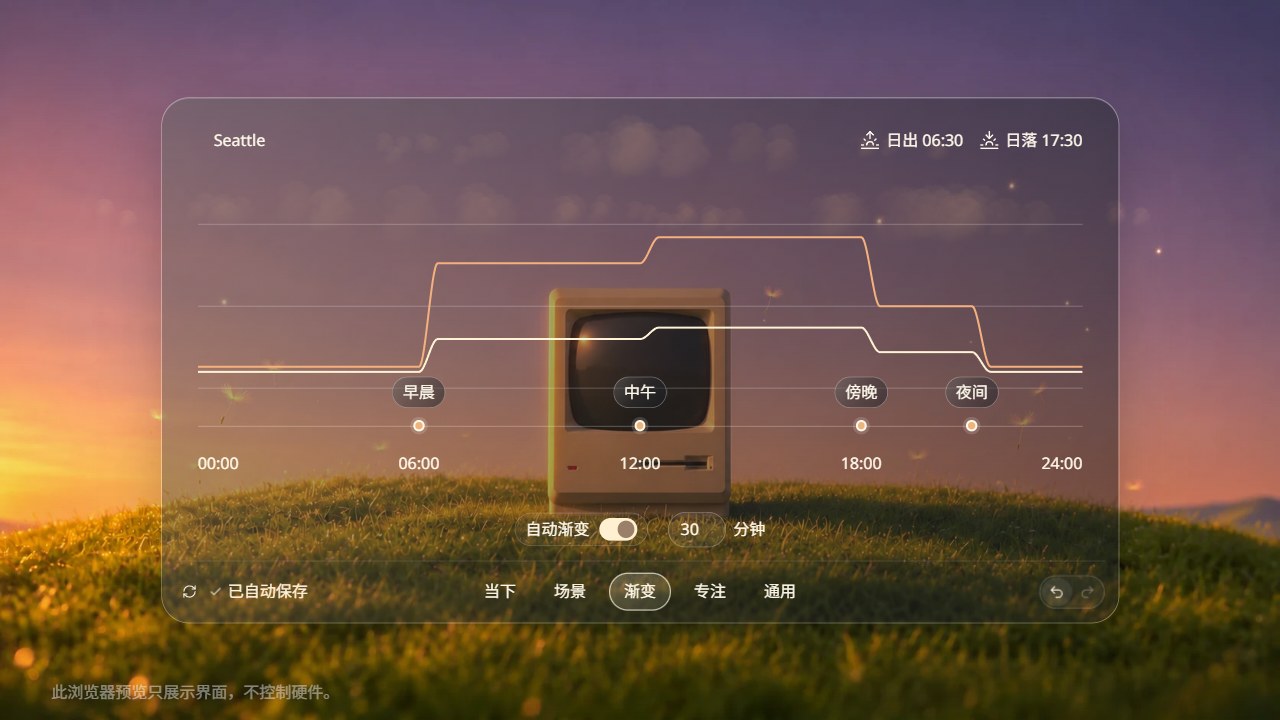 Seattle
日出 06:30 日落 17:30
早晨 中午 傍晚 夜间
00:00 06:00 12:00 18:00 24:00
自动渐变 30 分钟
已自动保存 当下 场景 渐变 专注 通用
此浏览器预览只展示界面，不控制硬件。